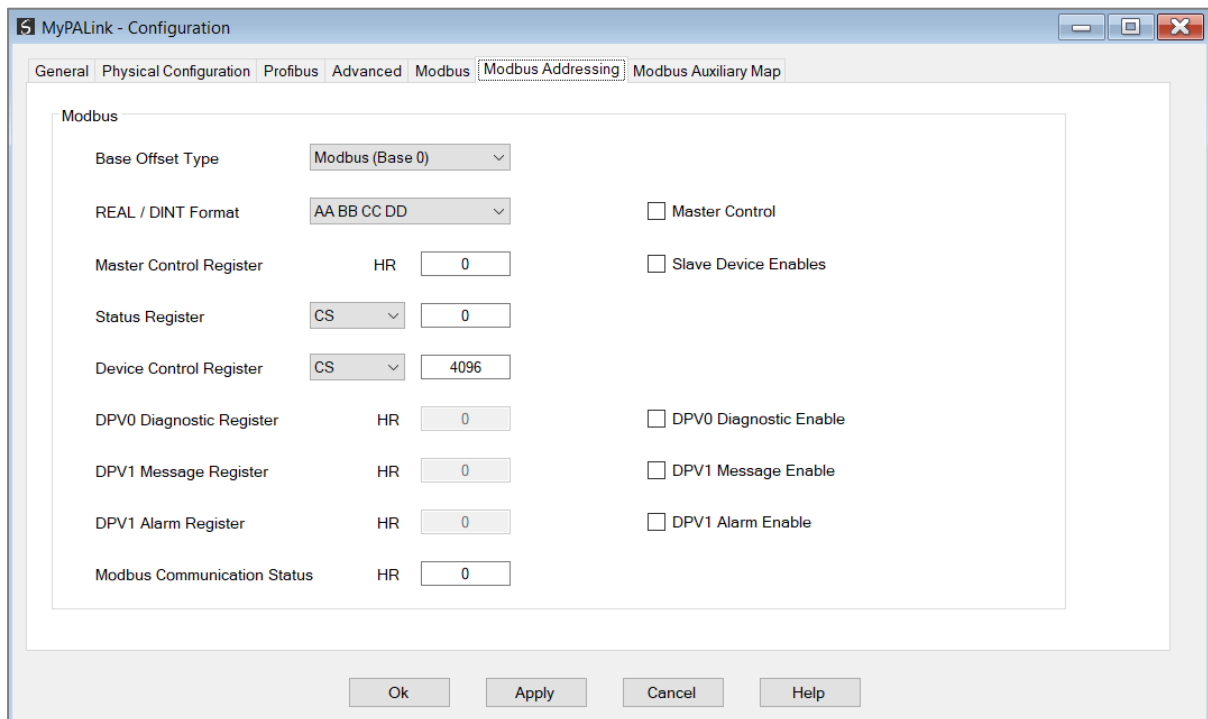 MyPALink - Configuration
General Physical Configuration Profibus Advanced Modbus Modbus Addressing Modbus Auxiliary Map
Modbus
Base Offset Type Modbus (Base 0)
REAL / DINT Format AA BB CC DD Master Control
Master Control Register HR 0 Slave Device Enables
Status Register CS 0
Device Control Register CS 4096
DPV0 Diagnostic Register HR 0 DPV0 Diagnostic Enable
DPV1 Message Register HR 0 DPV1 Message Enable
DPV1 Alarm Register HR 0 DPV1 Alarm Enable
Modbus Communication Status HR 0
Ok Apply Cancel Help